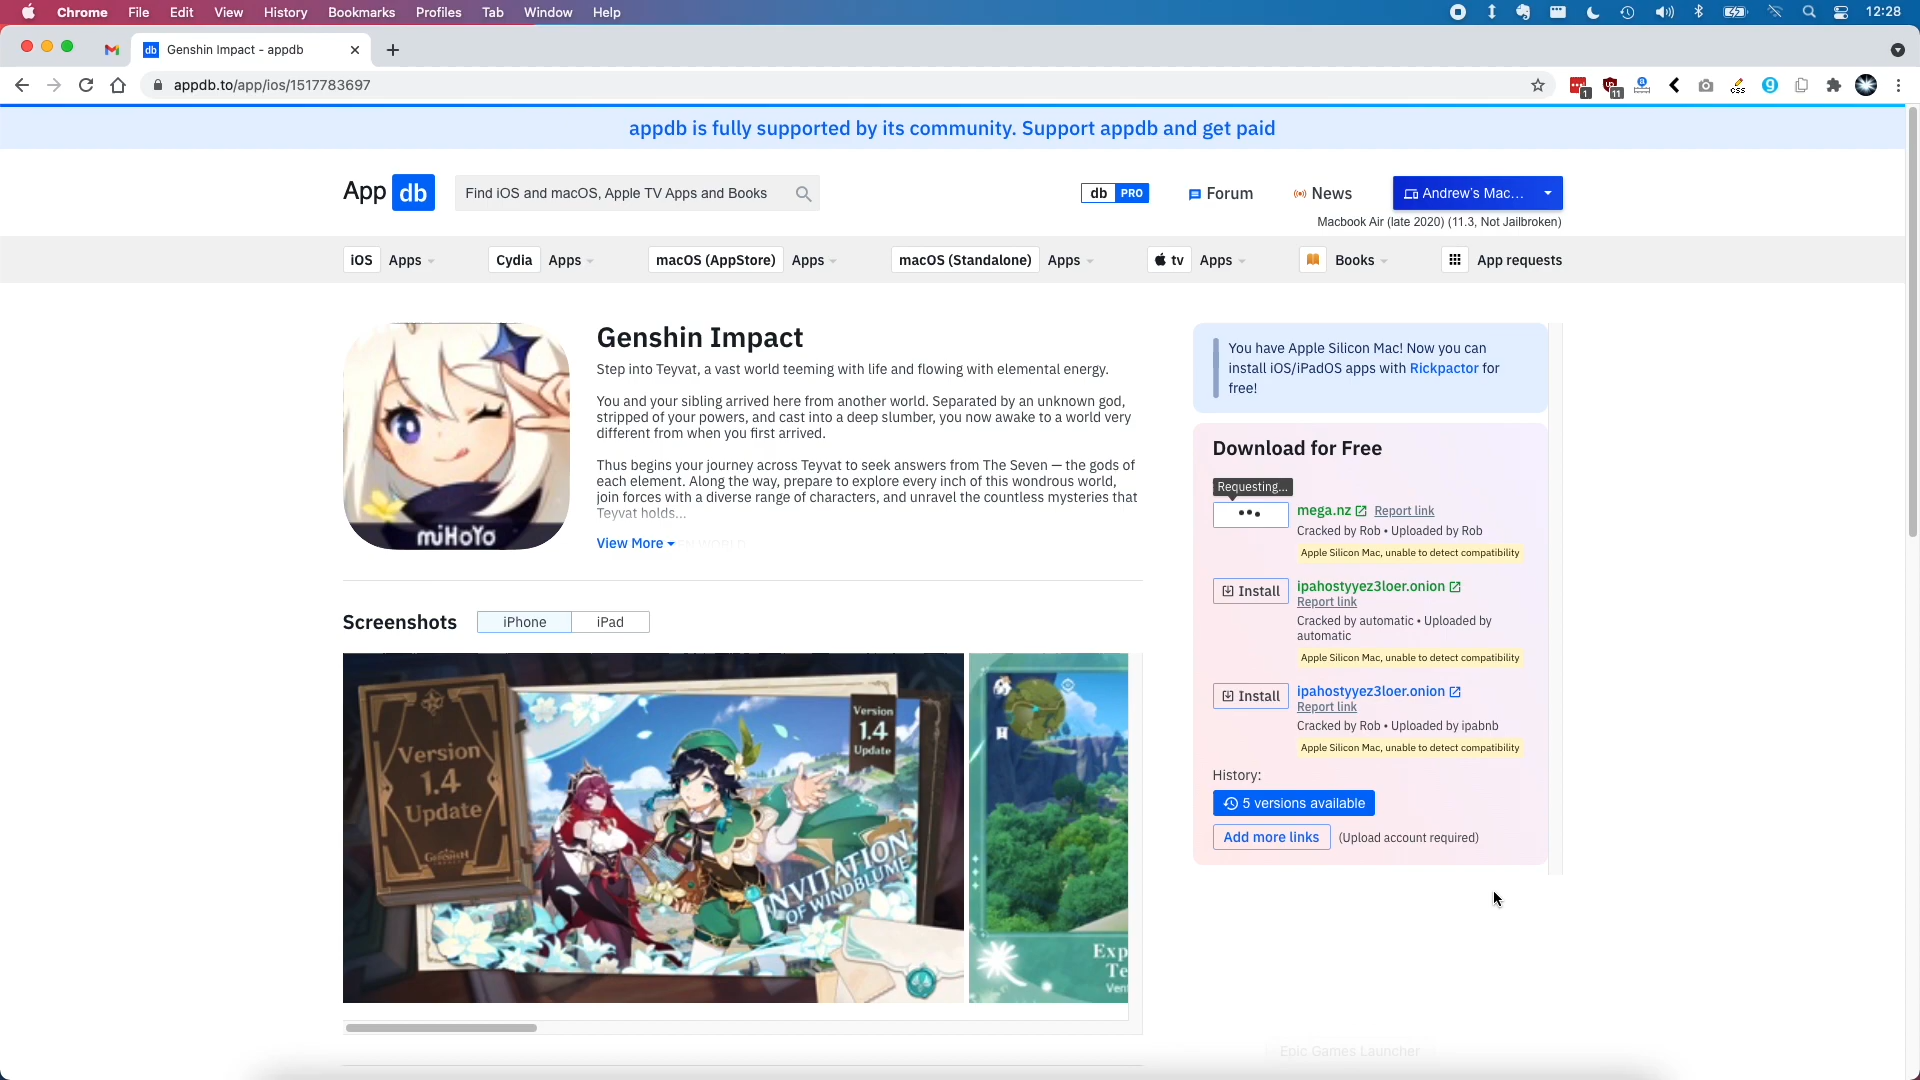 Chrome File Edit View History Bookmarks Profiles Tab Window Help 12:28
db Genshin Impact - appdb
appdb.to/app/ios/1517783697
1 11 CSS
appdb is fully supported by its community. Support appdb and get paid
App db Find iOS and macOS, Apple TV Apps and Books db PRO Forum News Andrew's Mac...
Macbook Air (late 2020) (11.3, Not Jailbroken)
iOS Apps Cydia Apps macOS (AppStore) Apps macOS (Standalone) Apps tv Apps Books App requests
miHoYo
Genshin Impact
Step into Teyvat, a vast world teeming with life and flowing with elemental energy.
You and your sibling arrived here from another world. Separated by an unknown god,
stripped of your powers, and cast into a deep slumber, you now awake to a world very
different from when you first arrived.
Thus begins your journey across Teyvat to seek answers from The Seven — the gods of
each element. Along the way, prepare to explore every inch of this wondrous world,
join forces with a diverse range of characters, and unravel the countless mysteries that
Teyvat holds...
View More
You have Apple Silicon Mac! Now you can
install iOS/iPadOS apps with Rickpactor for
free!
Download for Free
Requesting...
mega.nz Report link
Cracked by Rob • Uploaded by Rob
Apple Silicon Mac, unable to detect compatibility
Install ipahostyyez3loer.onion
Report link
Cracked by automatic • Uploaded by
automatic
Apple Silicon Mac, unable to detect compatibility
Install ipahostyyez3loer.onion
Report link
Cracked by Rob • Uploaded by ipabnb
Apple Silicon Mac, unable to detect compatibility
History:
5 versions available
Add more links (Upload account required)
Screenshots iPhone iPad
Version
1.4
Update
Genshin
Version
1.4
Update
INVITATION
OF WINDBLUME
Exp
Te
Ven
Epic Games Launcher